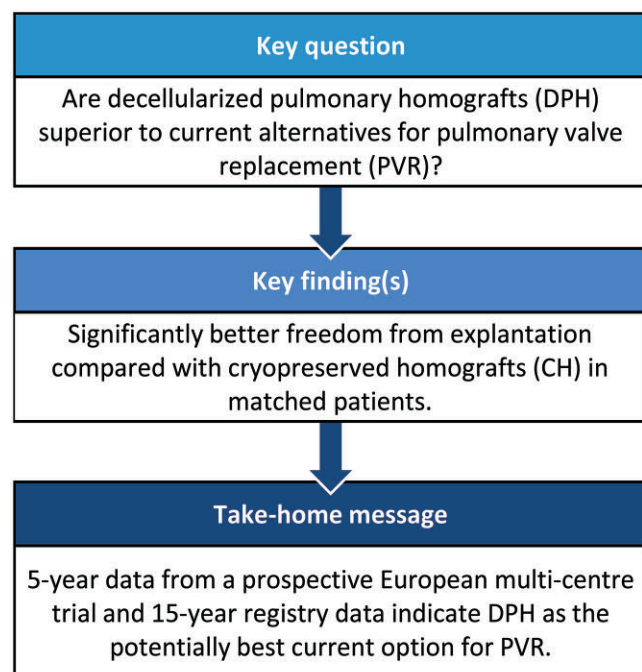 Key question
Are decellularized pulmonary homografts (DPH)
superior to current alternatives for pulmonary valve
replacement (PVR)?
Key finding(s)
Significantly better freedom from explantation
compared with cryopreserved homografts (CH) in
matched patients.
Take-home message
5-year data from a prospective European multi-centre
trial and 15-year registry data indicate DPH as the
potentially best current option for PVR.